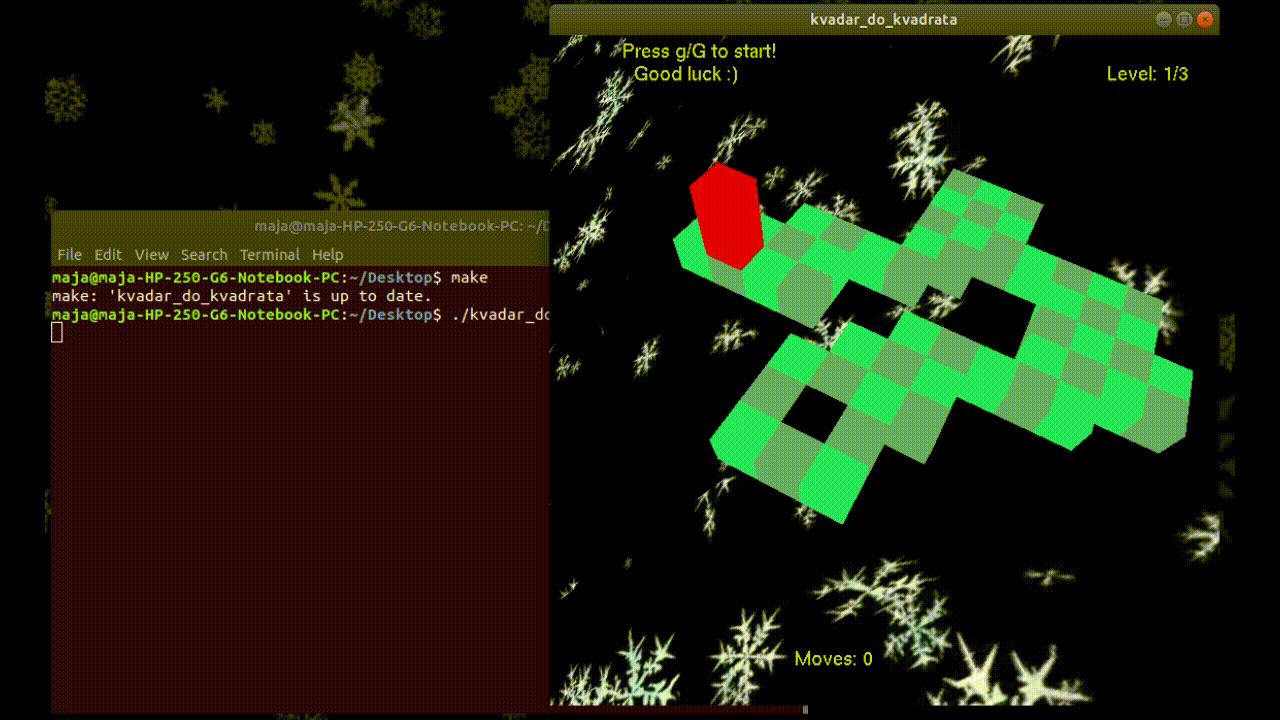 kvadar_do_kvadrata
Press g/G to start!
Good luck :)
Level: 1/3
maja@maja-HP-250-G6-Notebook-PC: ~/D
File Edit View Search Terminal Help
maja@maja-HP-250-G6-Notebook-PC:~/Desktop$ make
make: 'kvadar_do_kvadrata' is up to date.
maja@maja-HP-250-G6-Notebook-PC:~/Desktop$ ./kvadar_do
Moves: 0